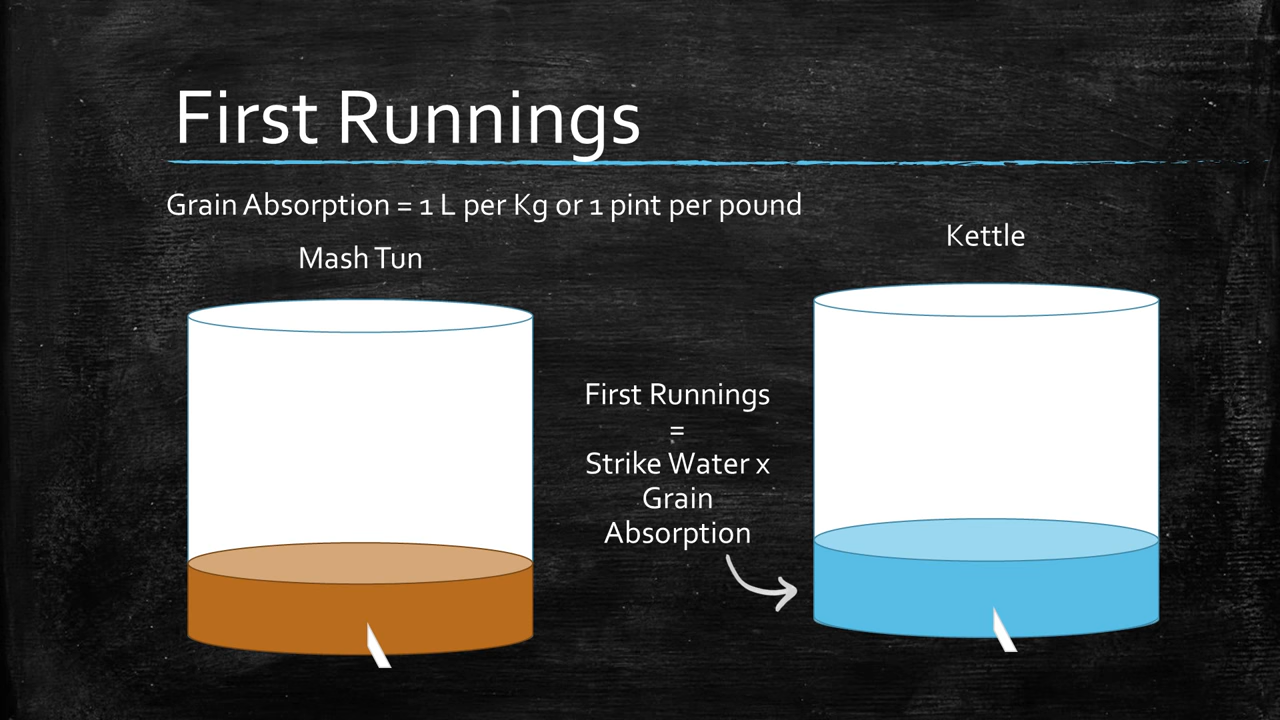 First Runnings
Grain Absorption = 1 L per Kg or 1 pint per pound
Mash Tun
Kettle
First Runnings
=
Strike Water x
Grain
Absorption